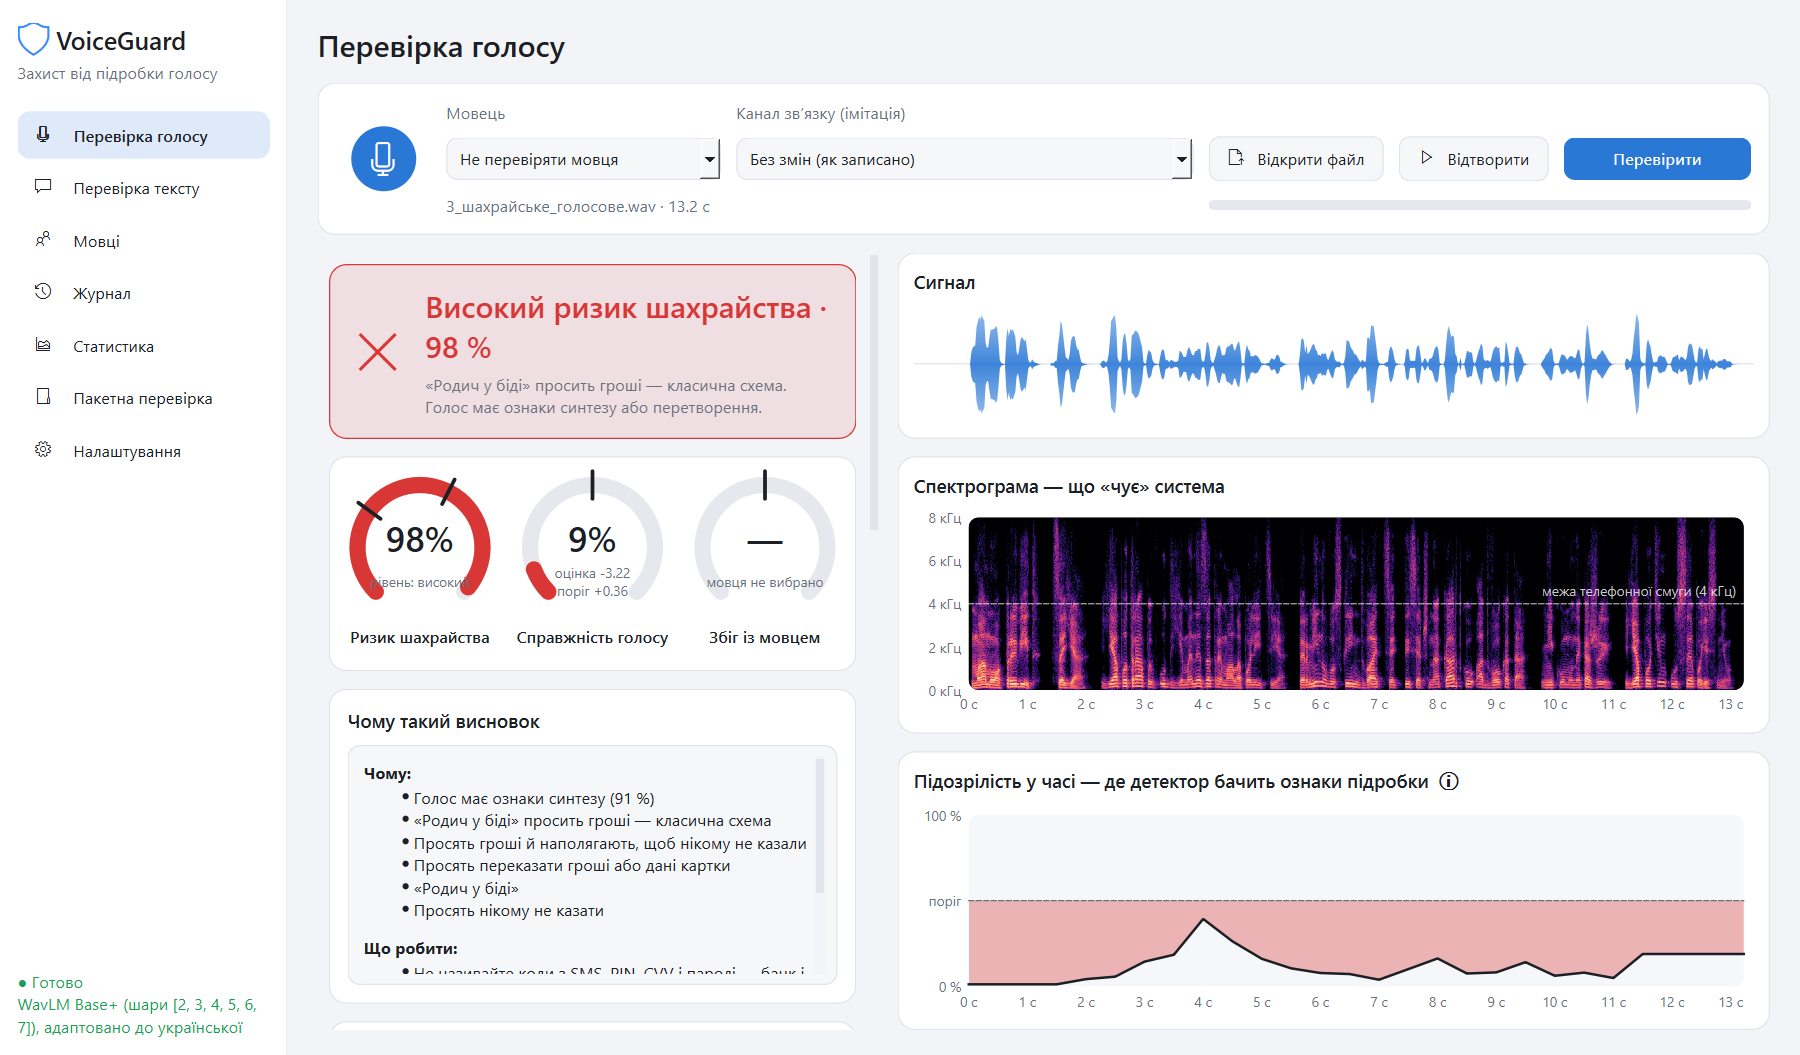 VoiceGuard
Захист від підробки голосу
Перевірка голосу
Перевірка тексту
Мовці
Журнал
Статистика
Пакетна перевірка
Налаштування
● Готово
WavLM Base+ (шари [2, 3, 4, 5, 6,
7]), адаптовано до української
Перевірка голосу
Мовець
Канал зв'язку (імітація)
Не перевіряти мовця
Без змін (як записано)
Відкрити файл
Відтворити
Перевірити
3_шахрайське_голосове.wav · 13.2 с
Високий ризик шахрайства ·
98 %
«Родич у біді» просить гроші — класична схема.
Голос має ознаки синтезу або перетворення.
98%
рівень: високий
Ризик шахрайства
9%
оцінка -3.22
поріг +0.36
Справжність голосу
—
мовця не вибрано
Збіг із мовцем
Чому такий висновок
Чому:
• Голос має ознаки синтезу (91 %)
• «Родич у біді» просить гроші — класична схема
• Просять гроші й наполягають, щоб нікому не казали
• Просять переказати гроші або дані картки
• «Родич у біді»
• Просять нікому не казати
Що робити:
• Не називайте коди з SMS, PIN, CVV і паролі — банк і
Сигнал
Спектрограма — що «чує» система
8 кГц
6 кГц
4 кГц
2 кГц
0 кГц
межа телефонної смуги (4 кГц)
0 с 1 с 2 с 3 с 4 с 5 с 6 с 7 с 8 с 9 с 10 с 11 с 12 с 13 с
Підозрілість у часі — де детектор бачить ознаки підробки
100 %
поріг
0 %
0 с 1 с 2 с 3 с 4 с 5 с 6 с 7 с 8 с 9 с 10 с 11 с 12 с 13 с